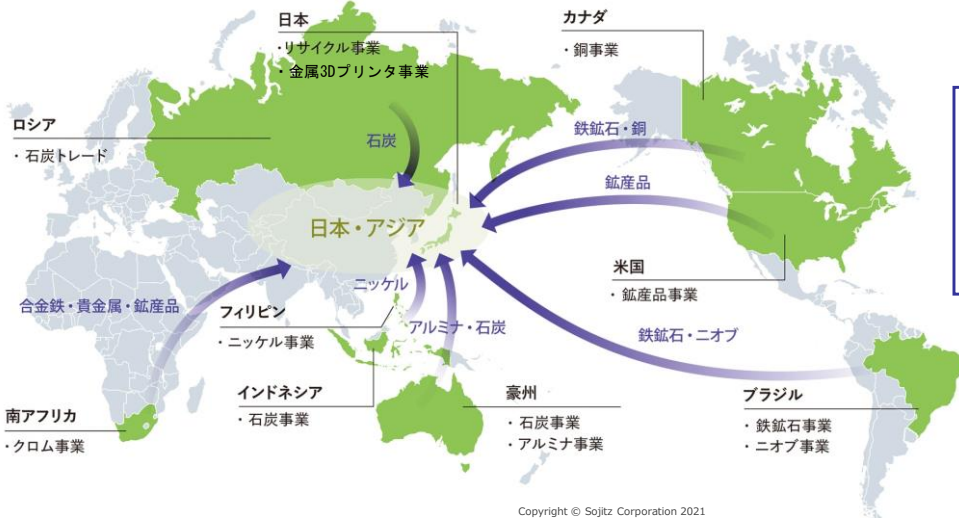 日本
・リサイクル事業
・金属3Dプリンタ事業
カナダ
・銅事業
ロシア
・石炭トレード
石炭
鉄鉱石・銅
鉱産品
日本・アジア
米国
・鉱産品事業
ニッケル
合金鉄・貴金属・鉱産品
フィリピン
・ニッケル事業
アルミナ・石炭
鉄鉱石・ニオブ
インドネシア
・石炭事業
豪州
・石炭事業
・アルミナ事業
ブラジル
・鉄鉱石事業
・ニオブ事業
南アフリカ
・クロム事業
Copyright © Sojitz Corporation 2021